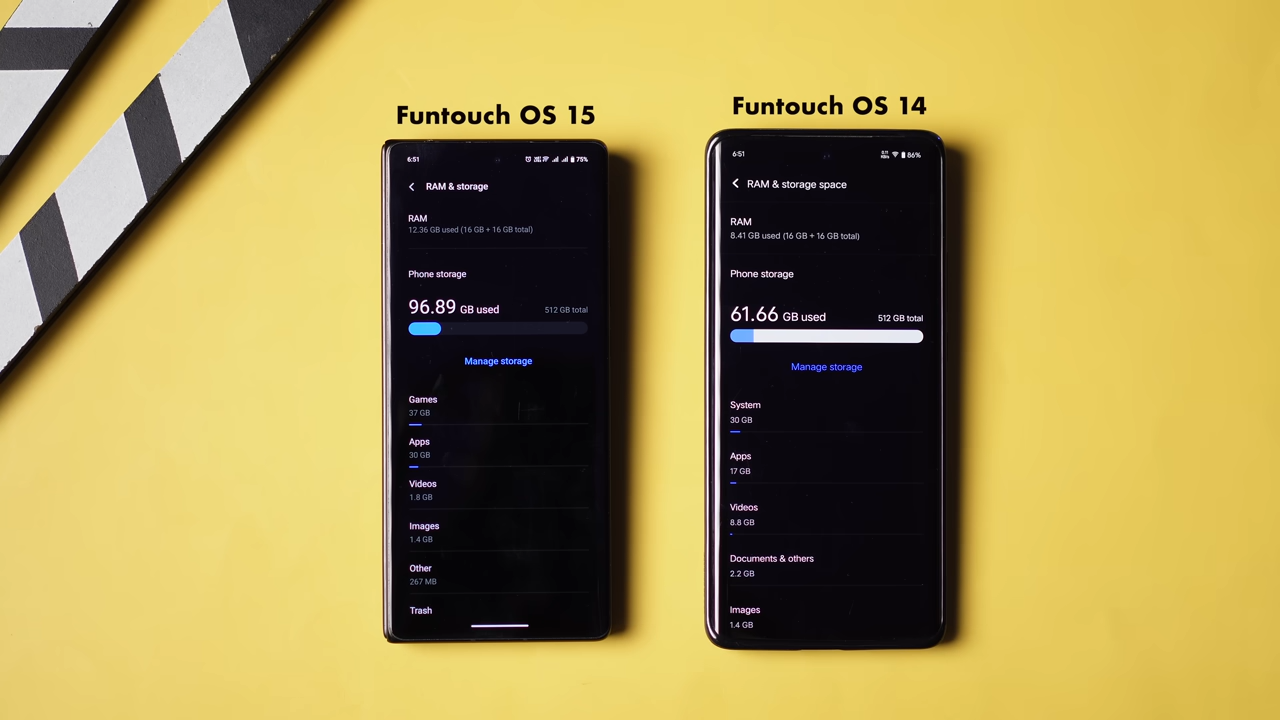 Funtouch OS 15
6:51
75%
RAM & storage
RAM
12.36 GB used (16 GB + 16 GB total)
Phone storage
96.89 GB used
512 GB total
Manage storage
Games
37 GB
Apps
30 GB
Videos
1.8 GB
Images
1.4 GB
Other
267 MB
Trash
Funtouch OS 14
6:51
86%
RAM & storage space
RAM
8.41 GB used (16 GB + 16 GB total)
Phone storage
61.66 GB used
512 GB total
Manage storage
System
30 GB
Apps
17 GB
Videos
8.8 GB
Documents & others
2.2 GB
Images
1.4 GB